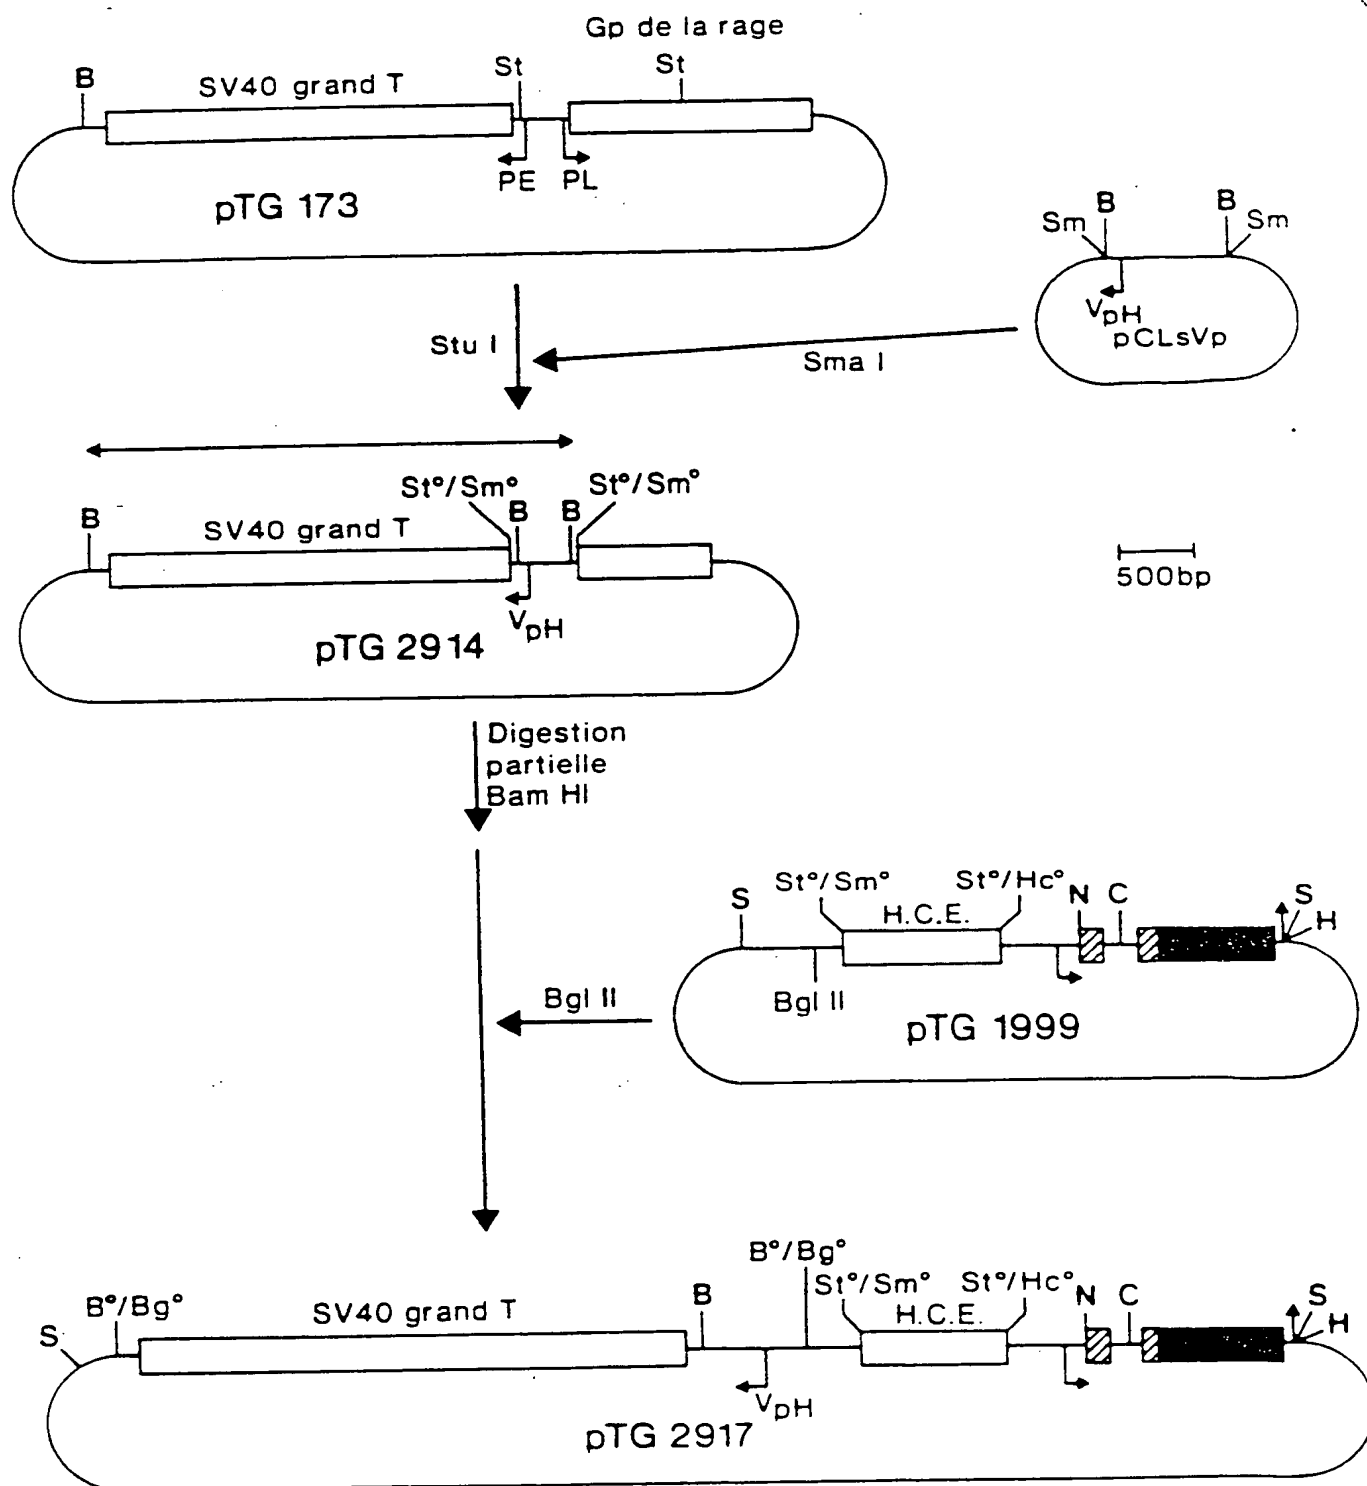 Gp de la rage
B
SV40 grand T
St
St
PE
PL
pTG 173
B
B
Sm
Sm
VpH
pCLsVp
Stu I
Sma I
St°/Sm°
St°/Sm°
B
SV40 grand T
B
B
VpH
pTG 2914
500bp
Digestion
partielle
Bam HI
S
St°/Sm°
H.C.E.
St°/Hc°
N
C
S
H
Bgl II
Bgl II
pTG 1999
S
B°/Bg°
SV40 grand T
B
B°/Bg°
St°/Sm°
H.C.E.
St°/Hc°
N
C
S
H
VpH
pTG 2917